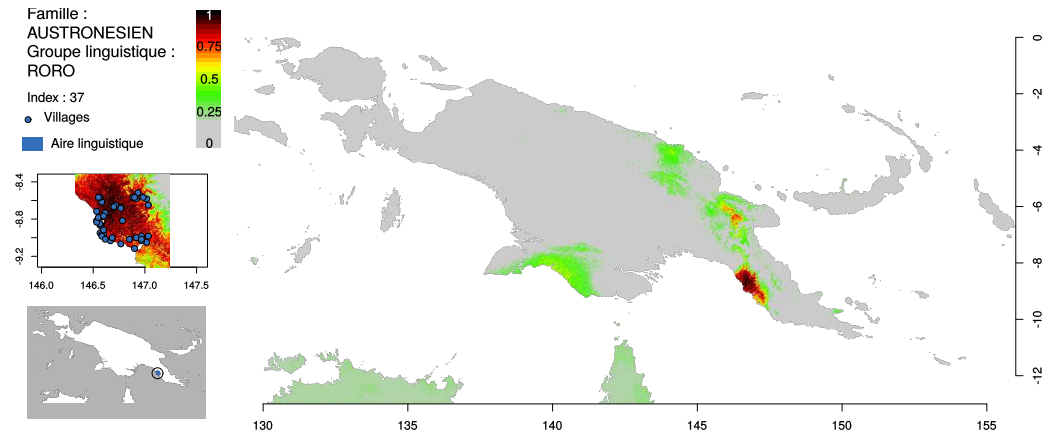 Famille :
AUSTRONESIEN
Groupe linguistique :
RORO
Index : 37
Villages
Aire linguistique
1
0.75
0.5
0.25
0
-8.4
-8.8
-9.2
146.0 146.5 147.0 147.5
0
-2
-4
-6
-8
-10
-12
130 135 140 145 150 155